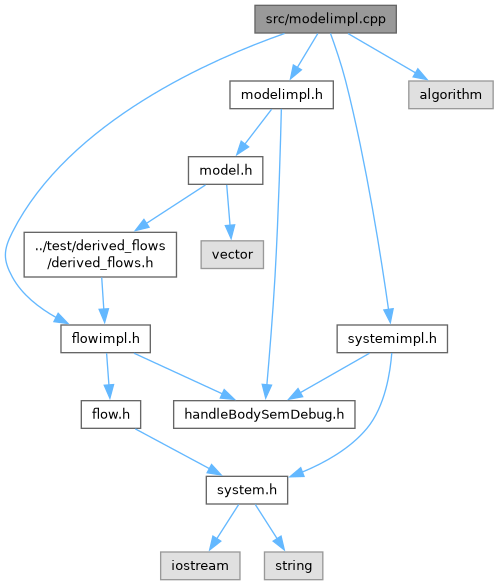 src/modelimpl.cpp
modelimpl.h
algorithm
model.h
../test/derived_flows
/derived_flows.h
vector
flowimpl.h
systemimpl.h
flow.h
handleBodySemDebug.h
system.h
iostream
string